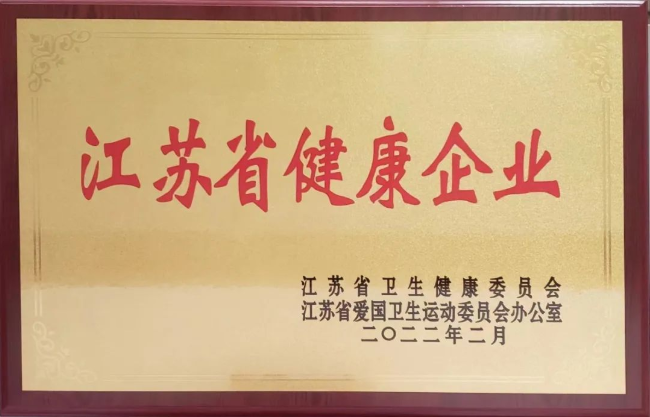 江苏省健康企业
江苏省卫生健康委员会
江苏省爱国卫生运动委员会办公室
二〇二二年二月